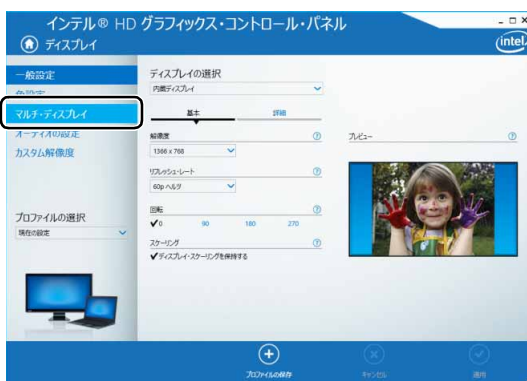 インテル® HD グラフィックス・コントロール・パネル
ディスプレイ
intel
一般設定
色設定
マルチ・ディスプレイ
オーディオの設定
カスタム解像度
プロファイルの選択
現在の設定
ディスプレイの選択
内蔵ディスプレイ
基本
詳細
解像度
1366 x 768
リフレッシュ・レート
60p ヘルツ
回転
0
90
180
270
スケーリング
ディスプレイ・スケーリングを保持する
プレビュー
プロファイルの保存
キャンセル
適用